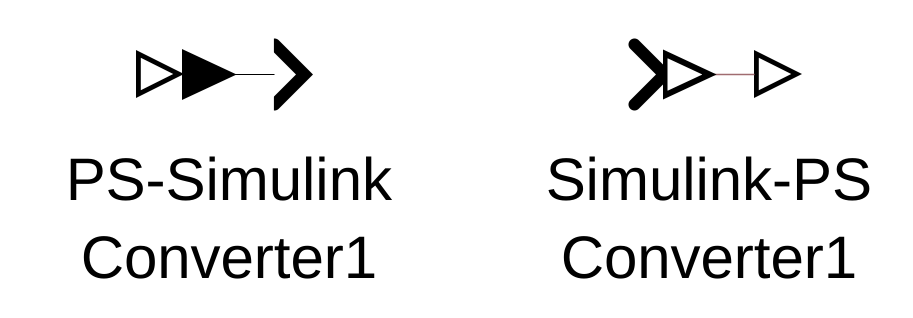 PS-Simulink
Converter1
Simulink-PS
Converter1